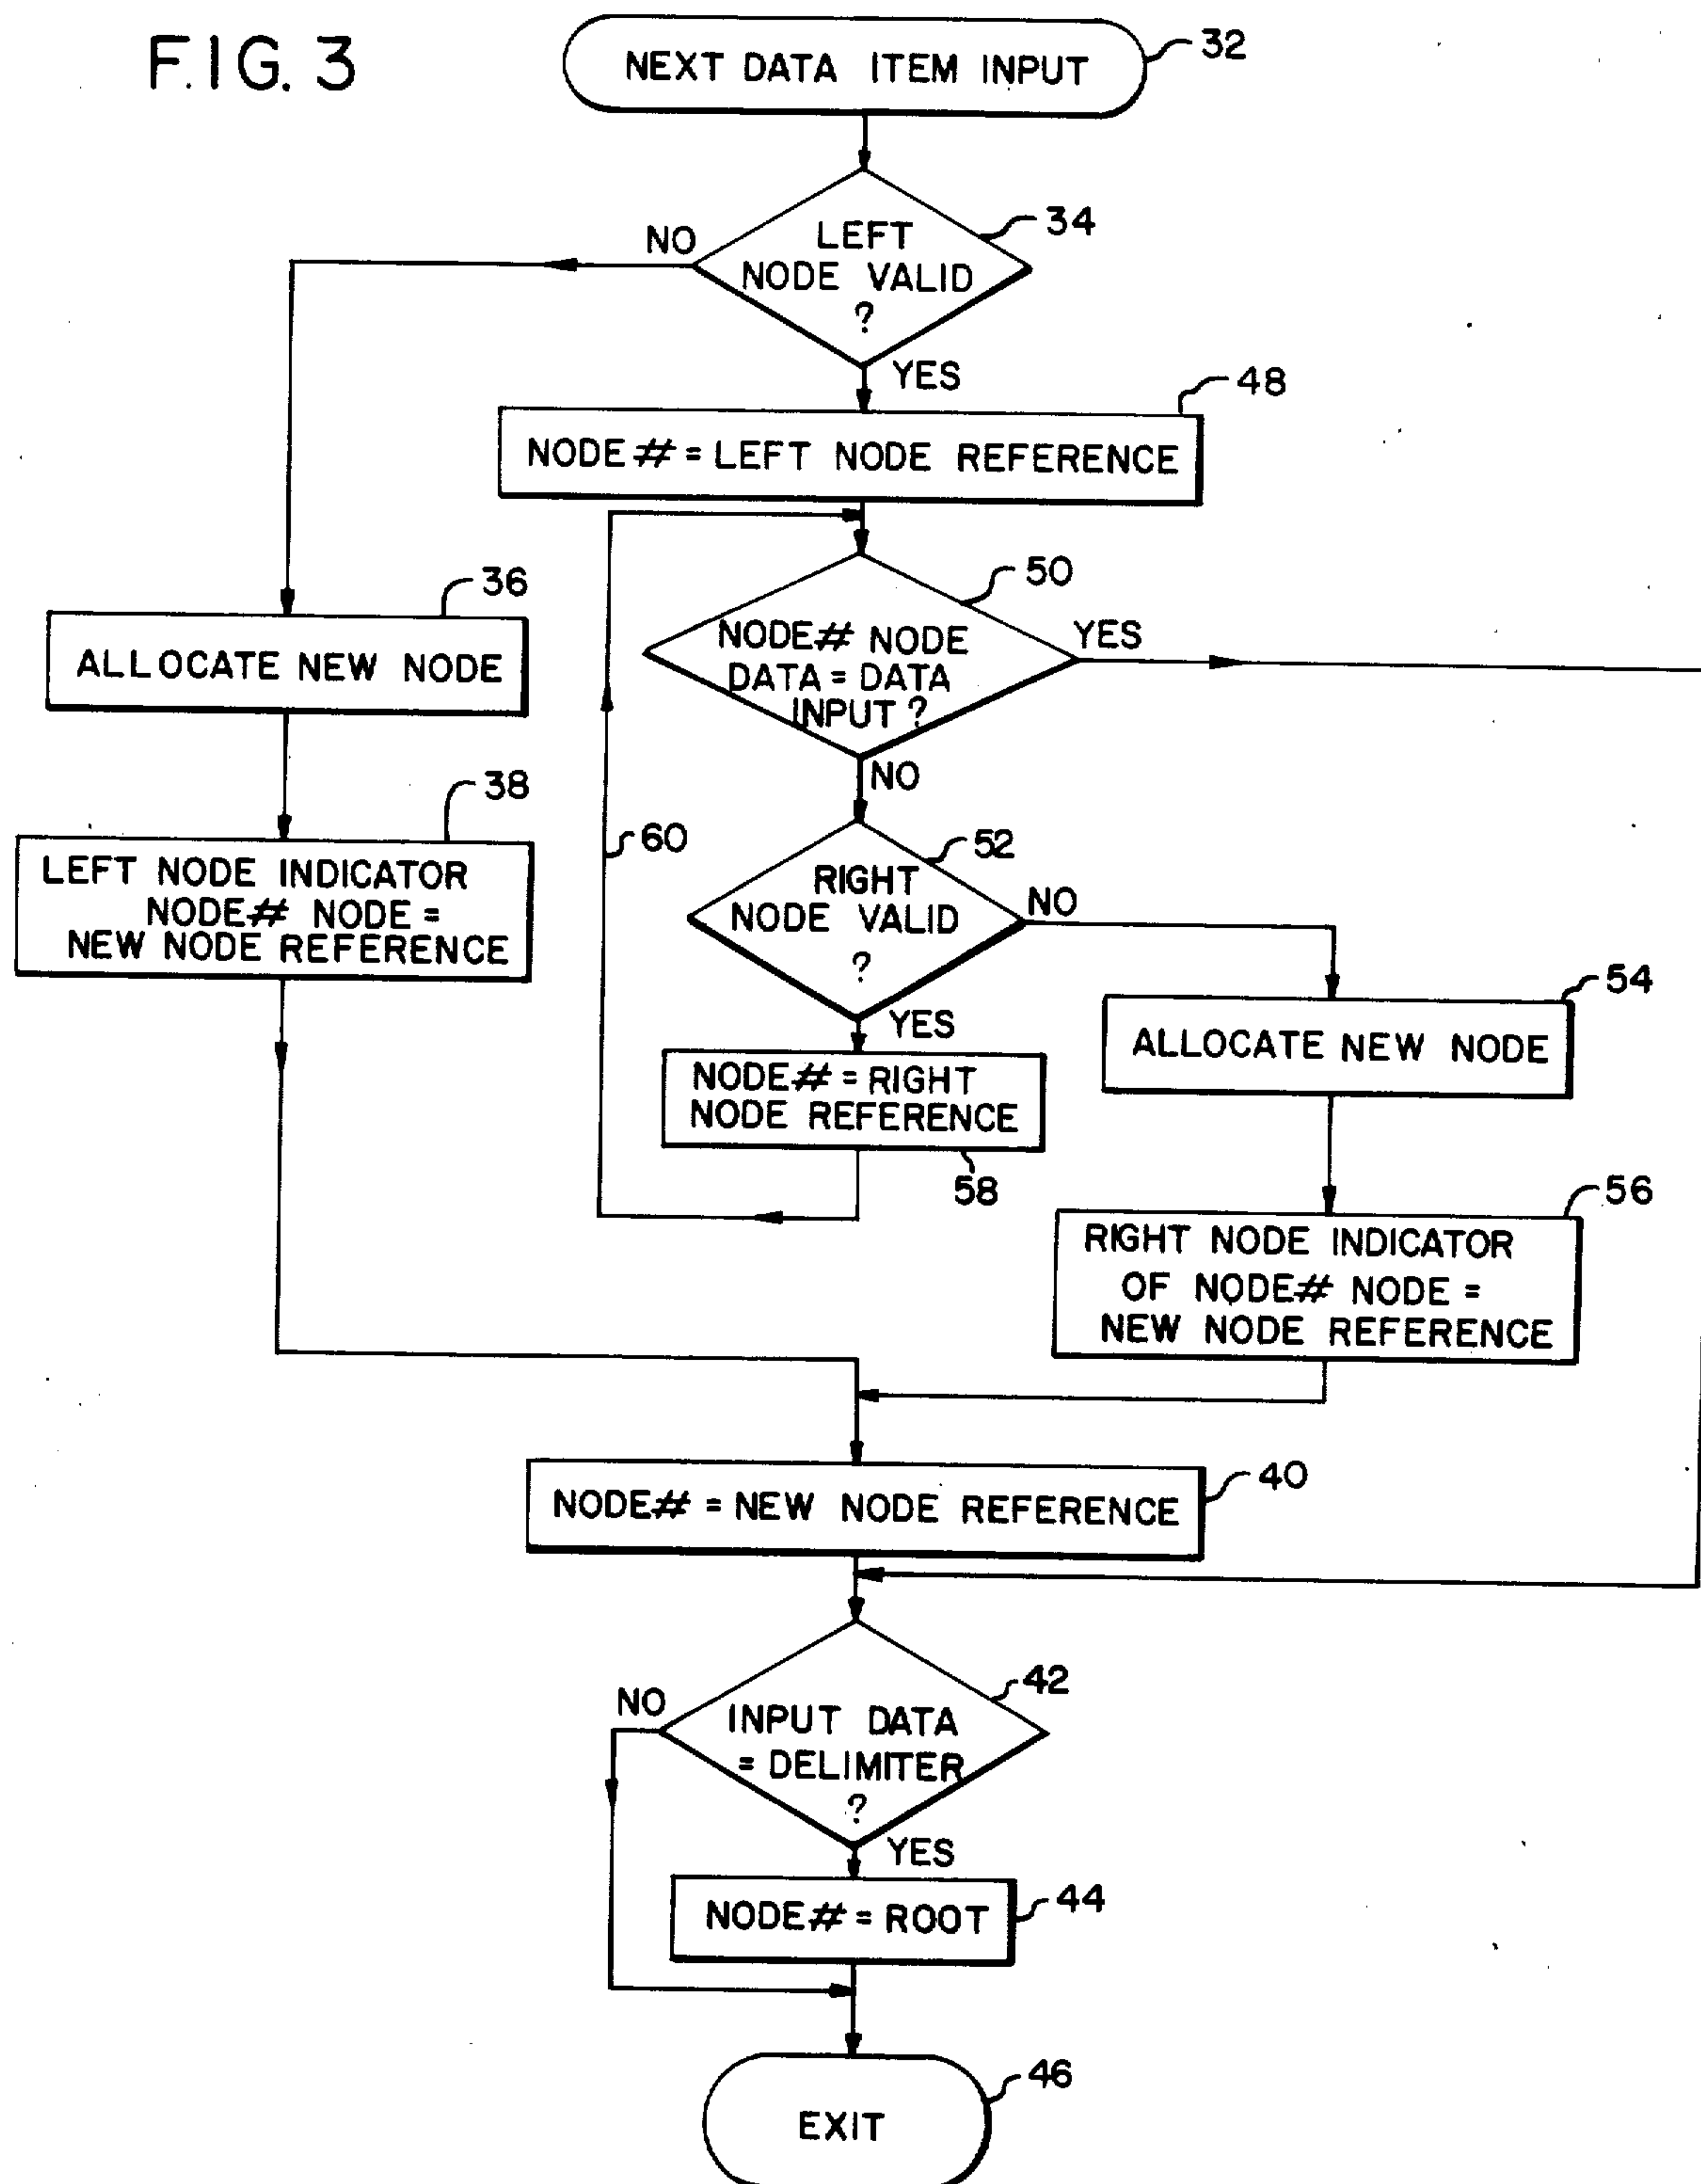 F.IG. 3
NEXT DATA ITEM INPUT
32
LEFT
NODE VALID
?
34
NO
YES
48
NODE# = LEFT NODE REFERENCE
36
ALLOCATE NEW NODE
50
NODE# NODE
DATA = DATA
INPUT ?
YES
NO
38
LEFT NODE INDICATOR
NODE# NODE =
NEW NODE REFERENCE
60
52
RIGHT
NODE VALID
?
NO
YES
54
ALLOCATE NEW NODE
NODE# = RIGHT
NODE REFERENCE
58
56
RIGHT NODE INDICATOR
OF NODE# NODE =
NEW NODE REFERENCE
40
NODE# = NEW NODE REFERENCE
42
NO
INPUT DATA
= DELIMITER
?
YES
NODE# = ROOT
44
46
EXIT